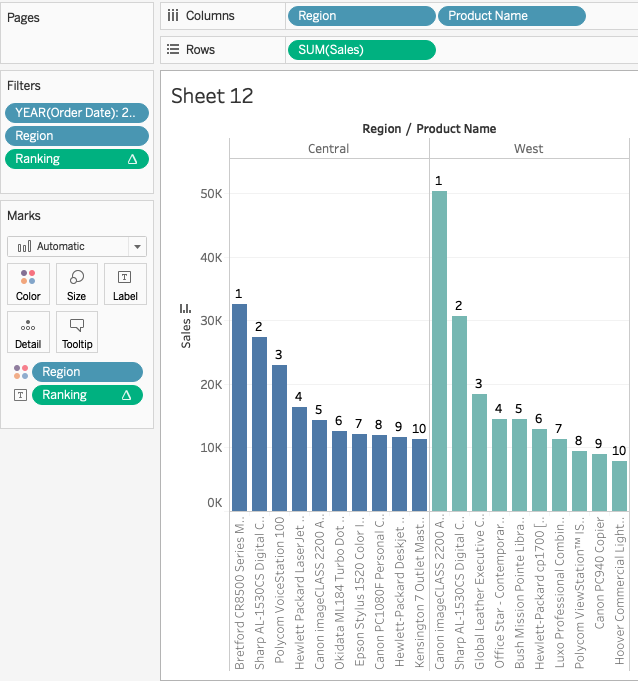 Pages
Columns
Region
Product Name
Rows
SUM(Sales)
Filters
YEAR(Order Date): 2..
Region
Ranking Δ
Marks
Automatic
Color
Size
Label
Detail
Tooltip
Region
T
Ranking Δ
Sheet 12
Region / Product Name
Central
West
Sales
50K
40K
30K
20K
10K
0K
1
2
3
4
5
6
7
8
9
10
1
2
3
4
5
6
7
8
9
10
Bretford CR8500 Series M..
Sharp AL-1530CS Digital C..
Polycom VoiceStation 100
Hewlett Packard LaserJet ..
Canon imageCLASS 2200 A..
Okidata ML184 Turbo Dot ..
Epson Stylus 1520 Color I..
Canon PC1080F Personal C..
Hewlett-Packard Deskjet ..
Kensington 7 Outlet Mast..
Canon imageCLASS 2200 A..
Sharp AL-1530CS Digital C..
Global Leather Executive C..
Office Star - Contemporar..
Bush Mission Pointe Libra..
Hewlett-Packard cp1700 [..
Luxo Professional Combin..
Polycom ViewStation™ IS..
Canon PC940 Copier
Hoover Commercial Light..